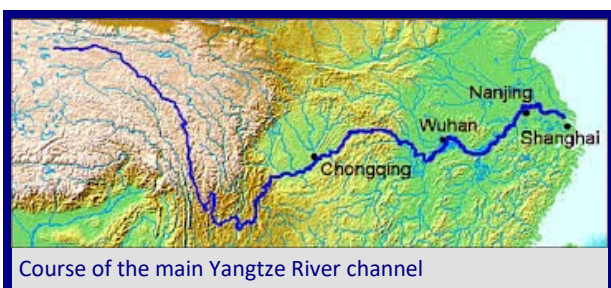 Nanjing
Wuhan
Shanghai
Chongqing
Course of the main Yangtze River channel